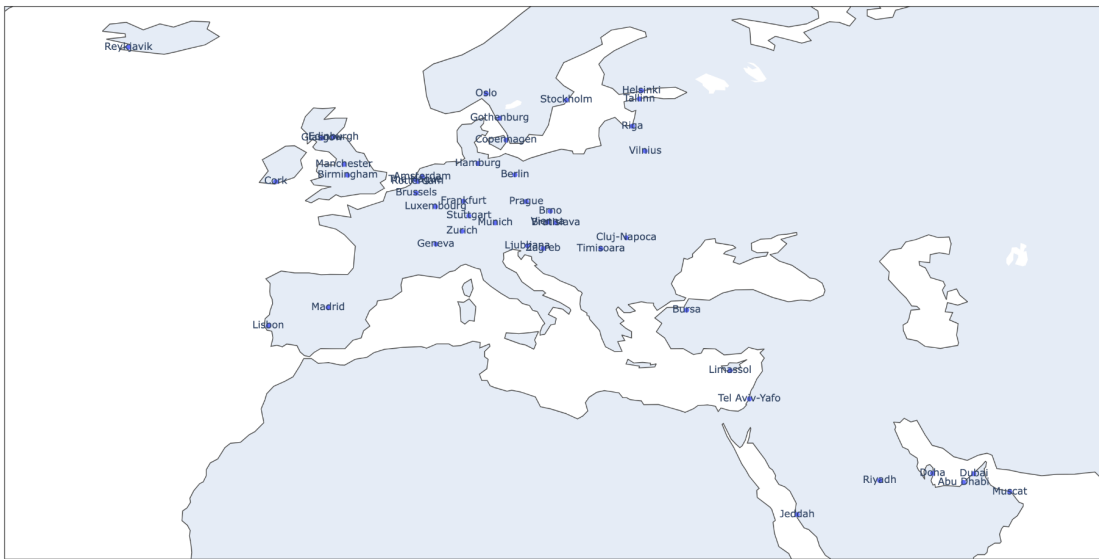 Reykjavik
Helsinki
Oslo
Tallinn
Stockholm
Gothenburg
Riga
Edinburgh
Copenhagen
Vilnius
Manchester
Hamburg
Birmingham
Amsterdam
Berlin
Cork
Rotterdam
Brussels
Frankfurt
Prague
Luxembourg
Brno
Stuttgart
Munich
Bratislava
Zurich
Cluj-Napoca
Geneva
Ljubljana
Zagreb
Timisoara
Madrid
Bursa
Lisbon
Limassol
Tel Aviv-Yafo
Doha
Dubai
Riyadh
Abu Dhabi
Muscat
Jeddah